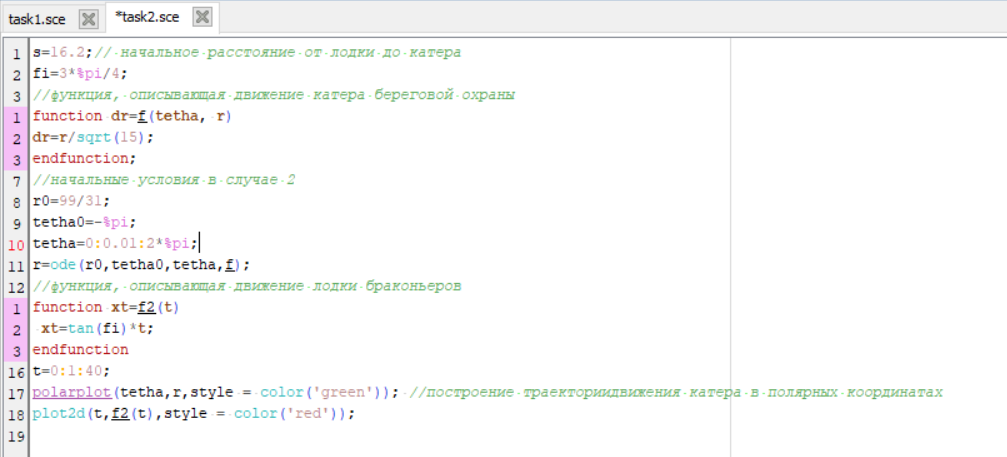 task1.sce *task2.sce
1 s=16.2;// начальное расстояние от лодки до катера
2 fi=3*%pi/4;
3 //функция, описывающая движение катера береговой охраны
1 function dr=f(tetha, r)
2 dr=r/sqrt(15);
3 endfunction;
7 //начальные условия в случае 2
8 r0=99/31;
9 tetha0=-%pi;
10 tetha=0:0.01:2*%pi;
11 r=ode(r0,tetha0,tetha,f);
12 //функция, описывающая движение лодки браконьеров
1 function xt=f2(t)
2 xt=tan(fi)*t;
3 endfunction
16 t=0:1:40;
17 polarplot(tetha,r,style = color('green')); //построение траекториидвижения катера в полярных координатах
18 plot2d(t,f2(t),style = color('red'));
19